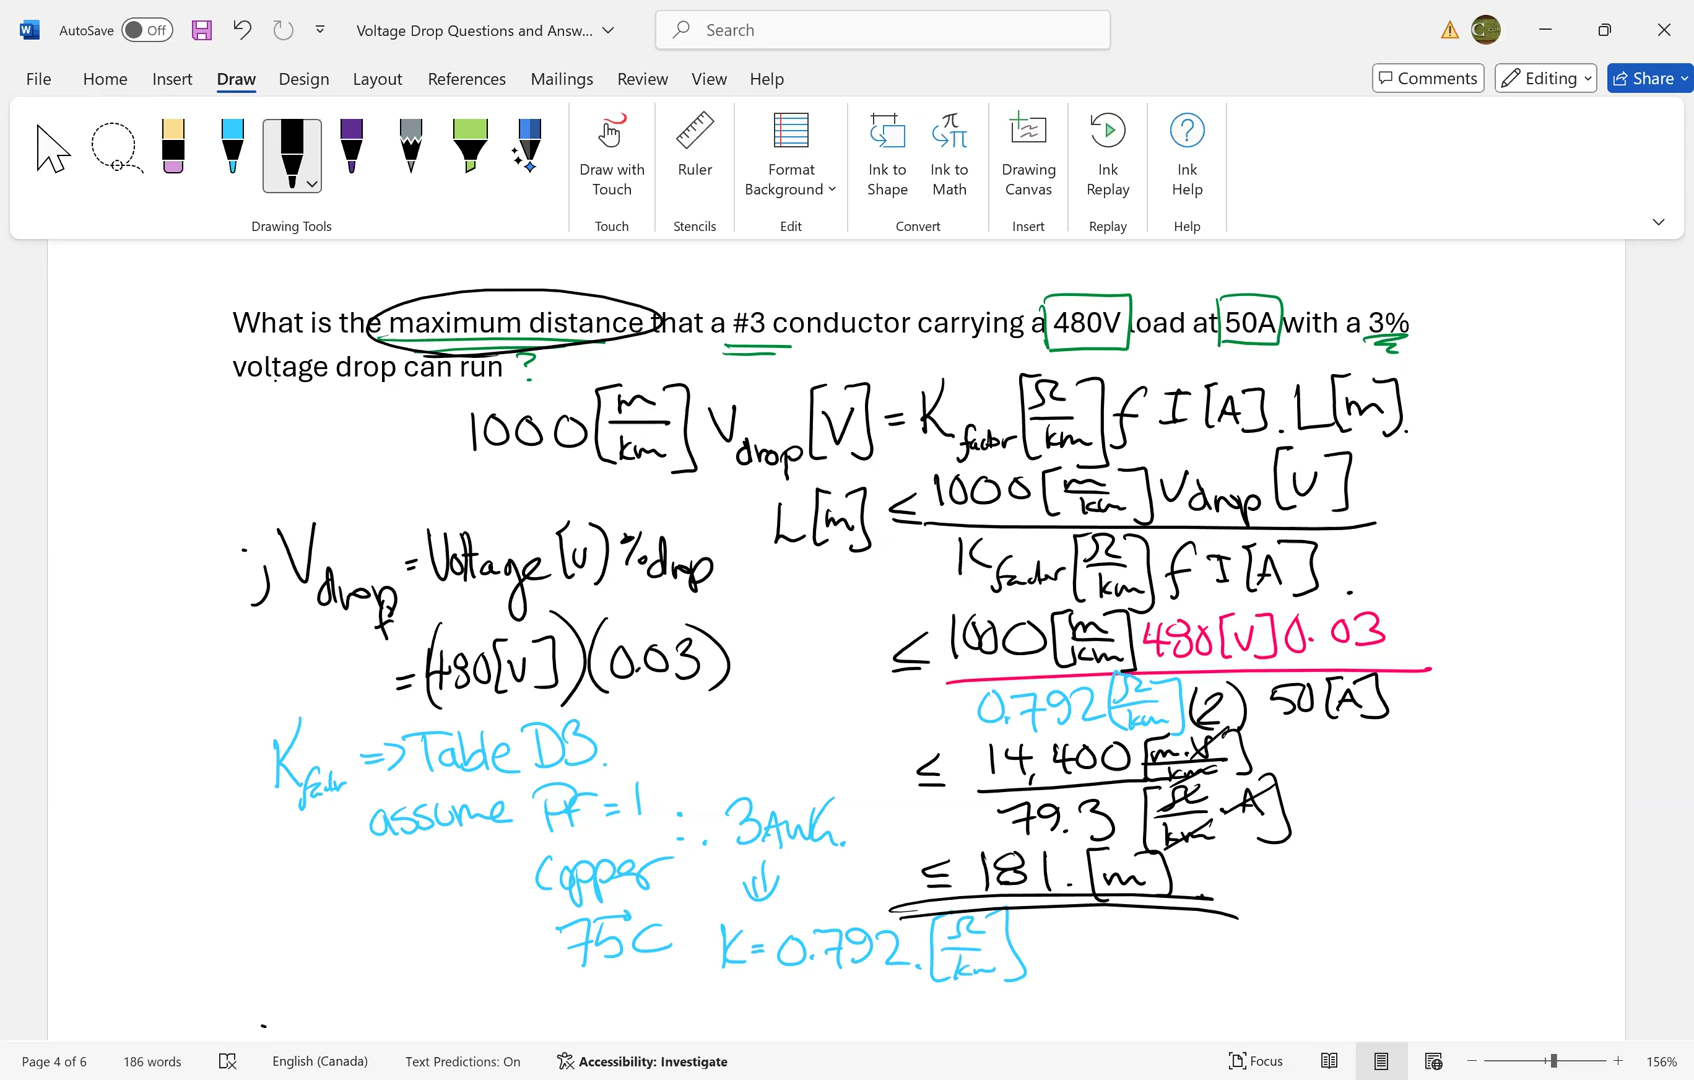 AutoSave Off Voltage Drop Questions and Answ... Search
File Home Insert Draw Design Layout References Mailings Review View Help Comments Editing Share
Draw with Touch
Ruler
Format Background
Ink to Shape
Ink to Math
Drawing Canvas
Ink Replay
Ink Help
Drawing Tools Touch Stencils Edit Convert Insert Replay Help
What is the maximum distance that a #3 conductor carrying a 480V load at 50A with a 3%
voltage drop can run ?
1000 [m/km] Vdrop [V] = Kfactor [Ω/km] f I [A] . L[m].
L[m] ≤ 1000 [m/km] Vdrop [V] / Kfactor [Ω/km] f I [A] .
; Vdrop = Voltage [v] % drop
= (480[v])(0.03)
≤ 1000 [m/km] 480[v] 0.03 / 0.792 [Ω/km] (2) 50 [A]
Kfactor => Table D3.
assume PF = 1 ∴ 3AWG.
copper
75°C K = 0.792. [Ω/km]
≤ 14,400 [m·V/km] / 79.3 [Ω/km · A]
≤ 181. [m]
Page 4 of 6 186 words English (Canada) Text Predictions: On Accessibility: Investigate Focus 156%